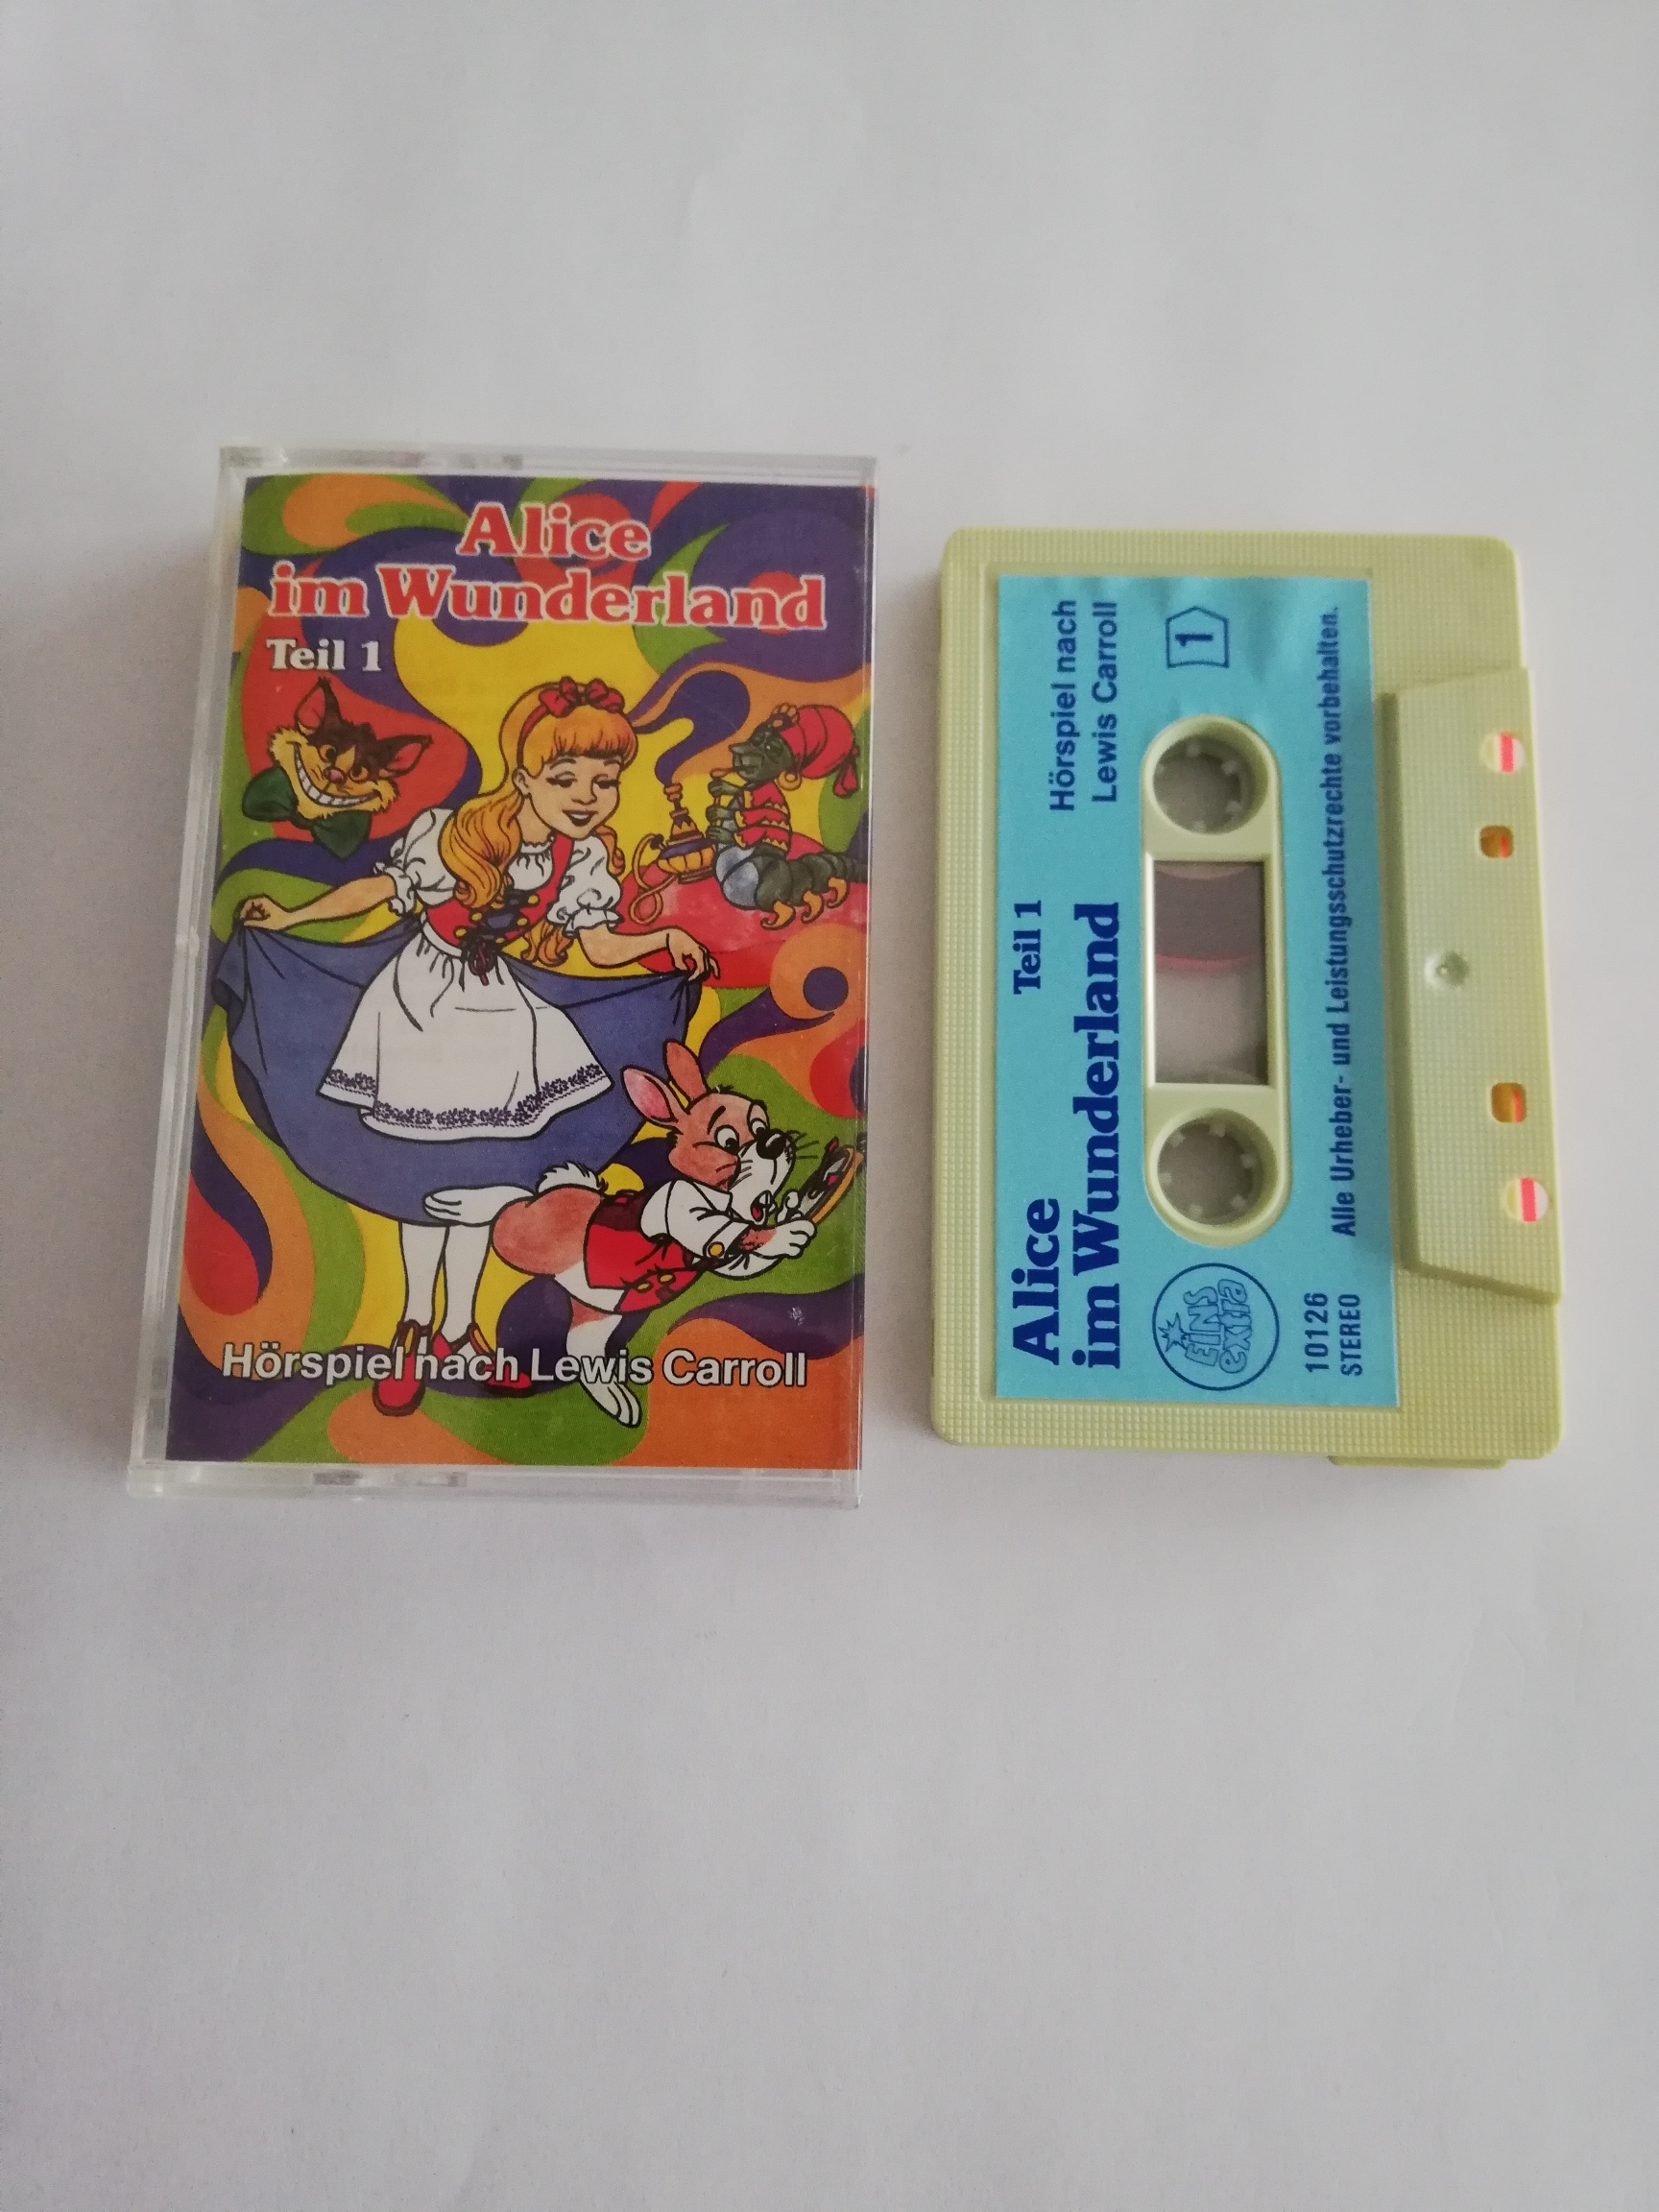 Alice
im Wunderland
Teil 1
Hörspiel nach Lewis Carroll
Alice
Teil 1
im Wunderland
Hörspiel nach
Lewis Carroll
1
EiNS
extra
10126
STEREO
Alle Urheber- und Leistungsschutzrechte vorbehalten.